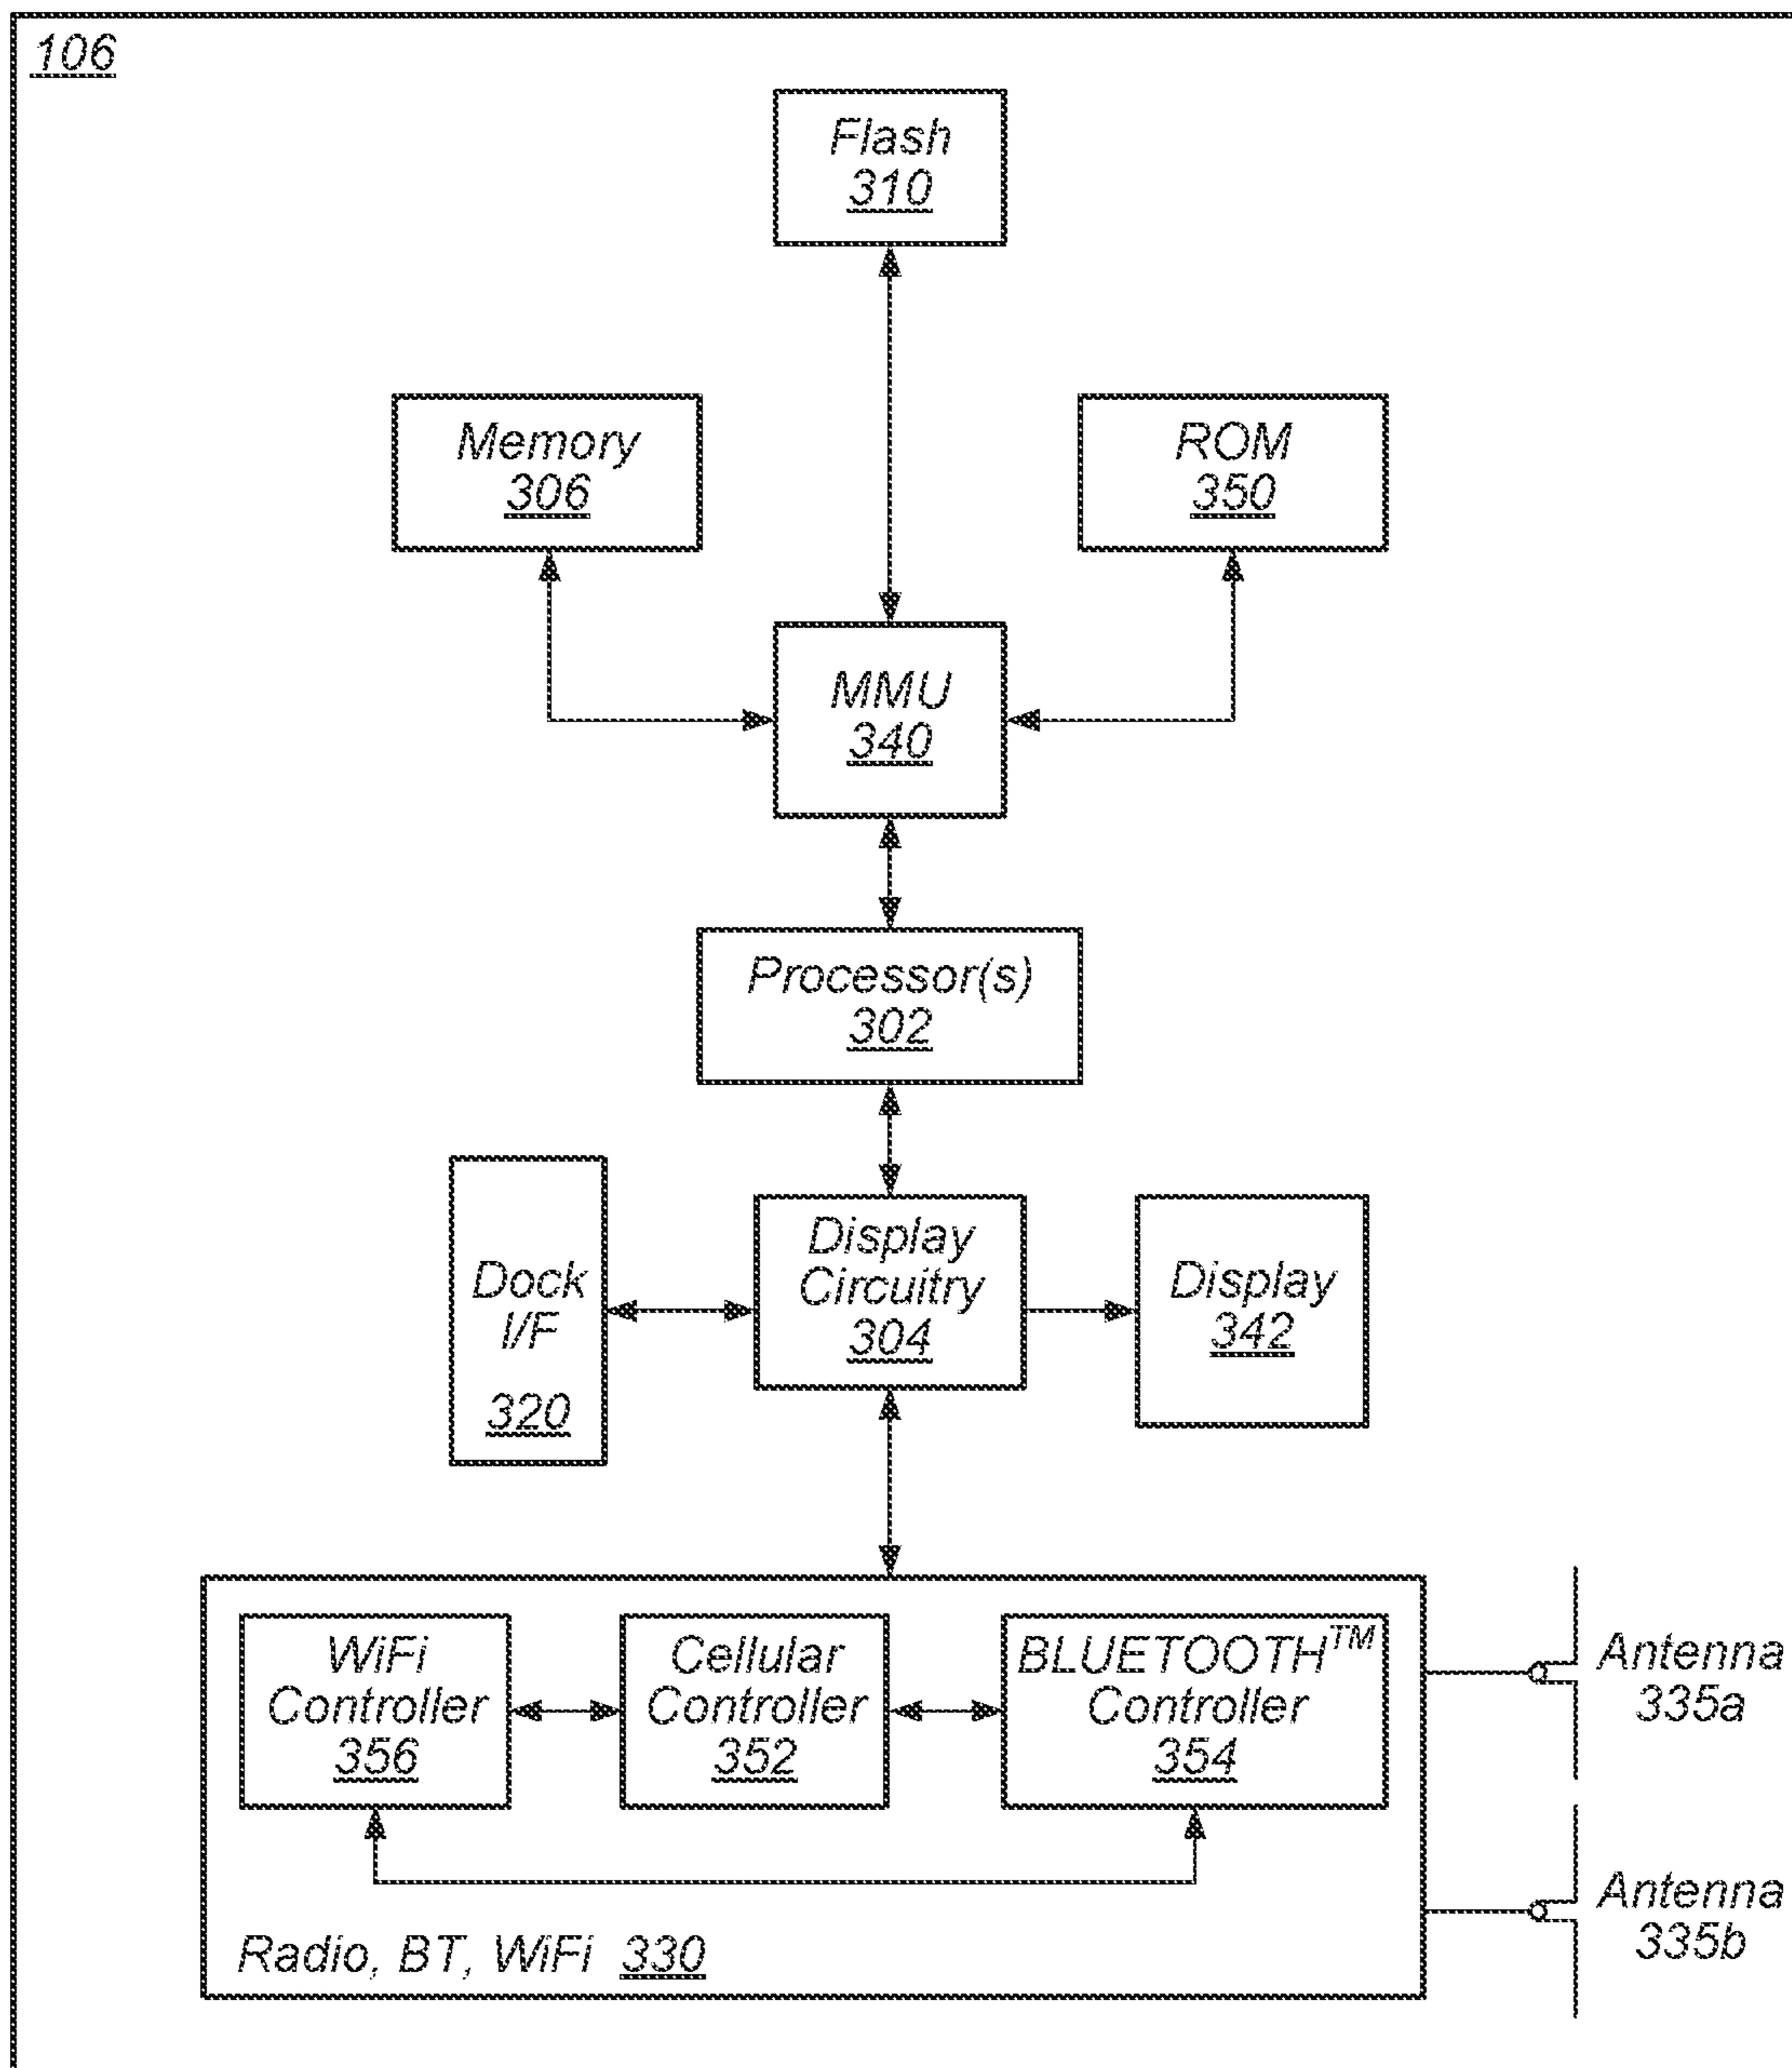 106
Flash
310
Memory
306
ROM
350
MMU
340
Processor(s)
302
Dock
I/F
320
Display
Circuitry
304
Display
342
WiFi
Controller
356
Cellular
Controller
352
BLUETOOTH™
Controller
354
Antenna
335a
Antenna
335b
Radio, BT, WiFi 330